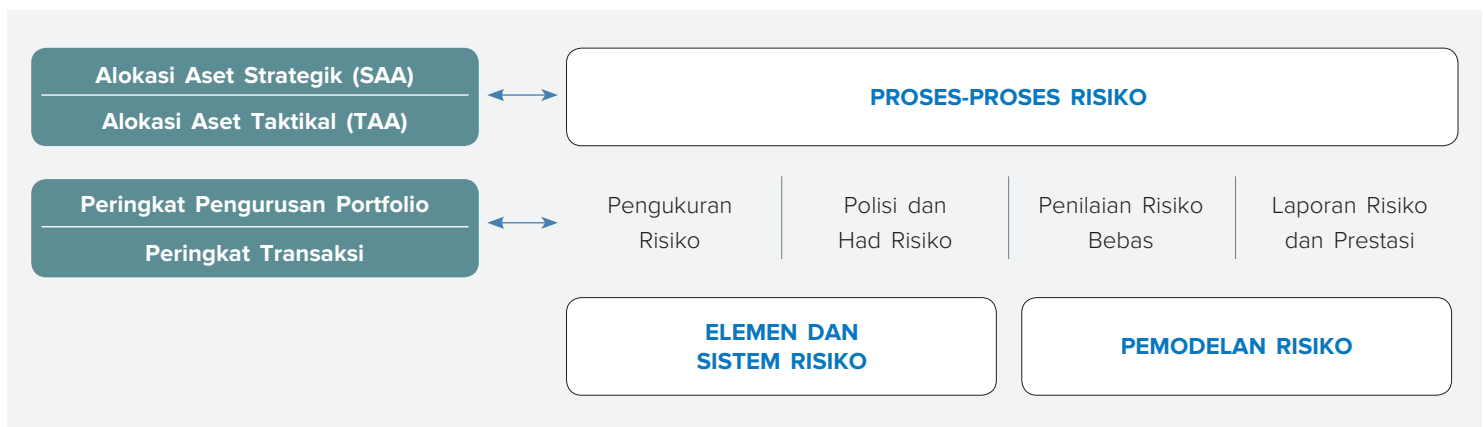 Alokasi Aset Strategik (SAA)
Alokasi Aset Taktikal (TAA)
PROSES-PROSES RISIKO
Peringkat Pengurusan Portfolio
Peringkat Transaksi
Pengukuran
Risiko
Polisi dan
Had Risiko
Penilaian Risiko
Bebas
Laporan Risiko
dan Prestasi
ELEMEN DAN
SISTEM RISIKO
PEMODELAN RISIKO